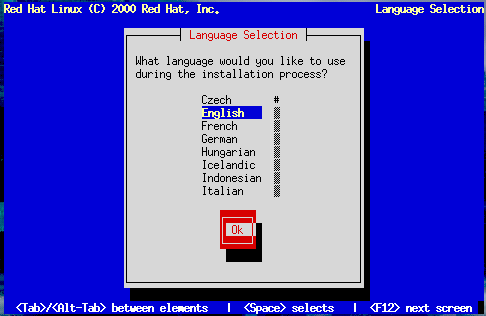 Red Hat Linux (C) 2000 Red Hat, Inc. Language Selection
Language Selection
What language would you like to use
during the installation process?
Czech #
English
French
German
Hungarian
Icelandic
Indonesian
Italian
Ok
<Tab>/<Alt-Tab> between elements | <Space> selects | <F12> next screen